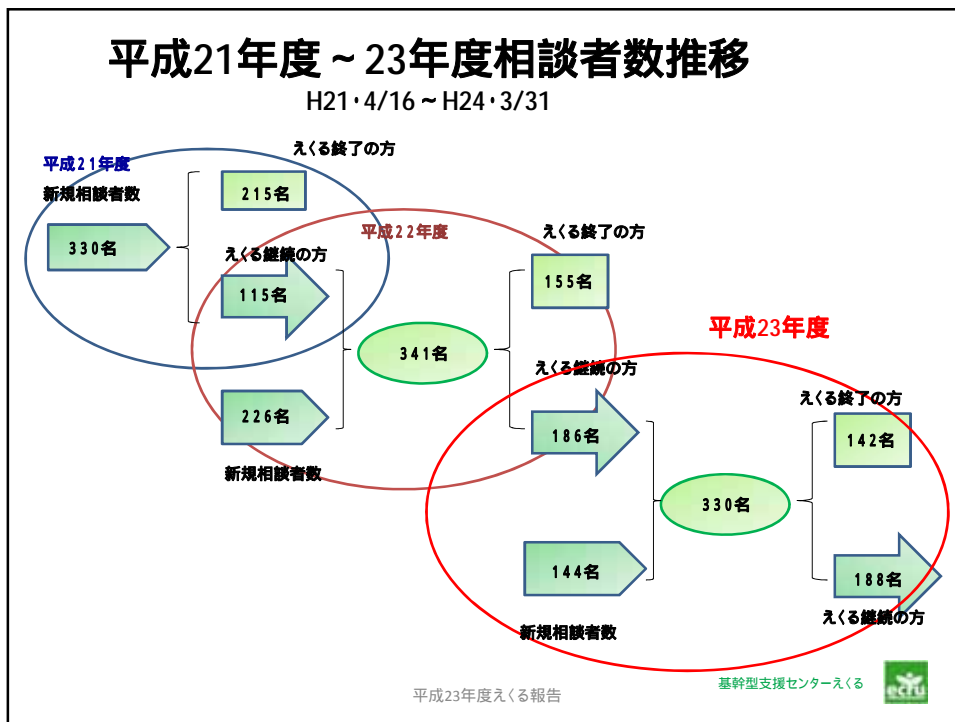 平成21年度～23年度相談者数推移
H21・4/16～H24・3/31
平成21年度
新規相談者数
330名
えくる終了の方
215名
えくる継続の方
115名
平成22年度
226名
新規相談者数
341名
えくる終了の方
155名
えくる継続の方
186名
平成23年度
144名
新規相談者数
330名
えくる終了の方
142名
188名
えくる継続の方
平成23年度えくる報告
基幹型支援センターえくる
ecru